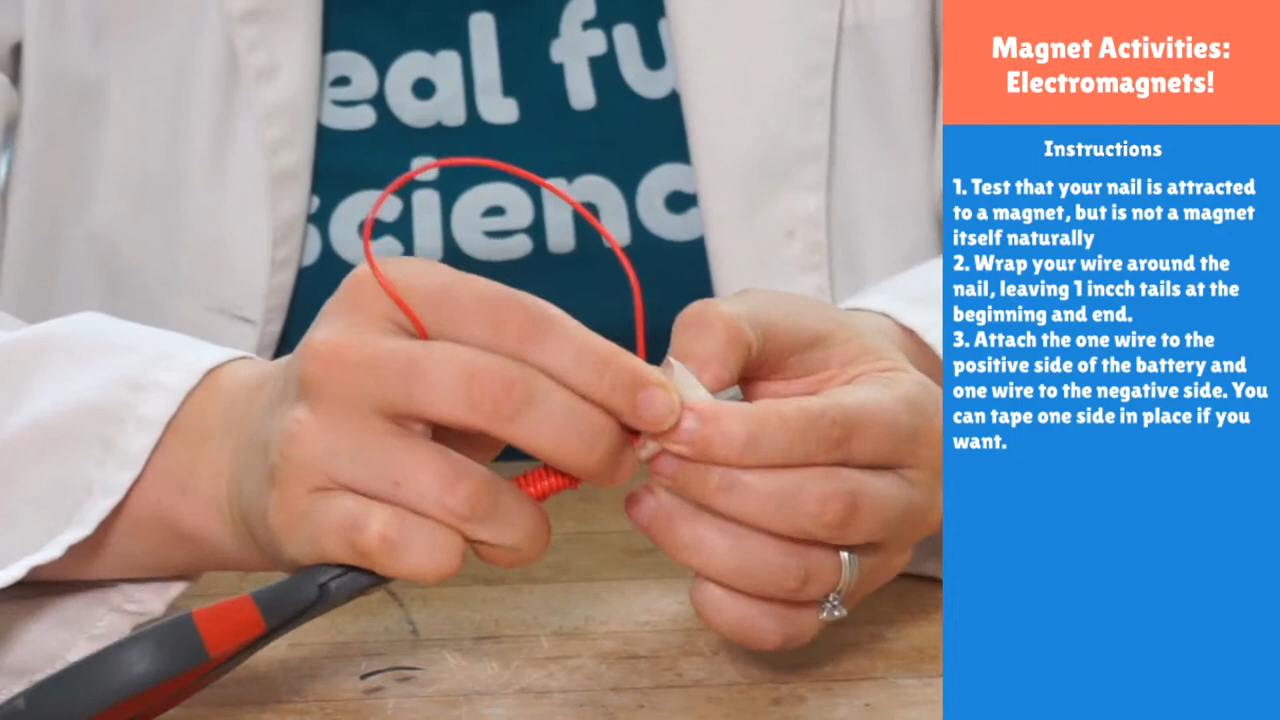 eal fu
scienc
Magnet Activities:
Electromagnets!
Instructions
1. Test that your nail is attracted
to a magnet, but is not a magnet
itself naturally
2. Wrap your wire around the
nail, leaving 1 incch tails at the
beginning and end.
3. Attach the one wire to the
positive side of the battery and
one wire to the negative side. You
can tape one side in place if you
want.